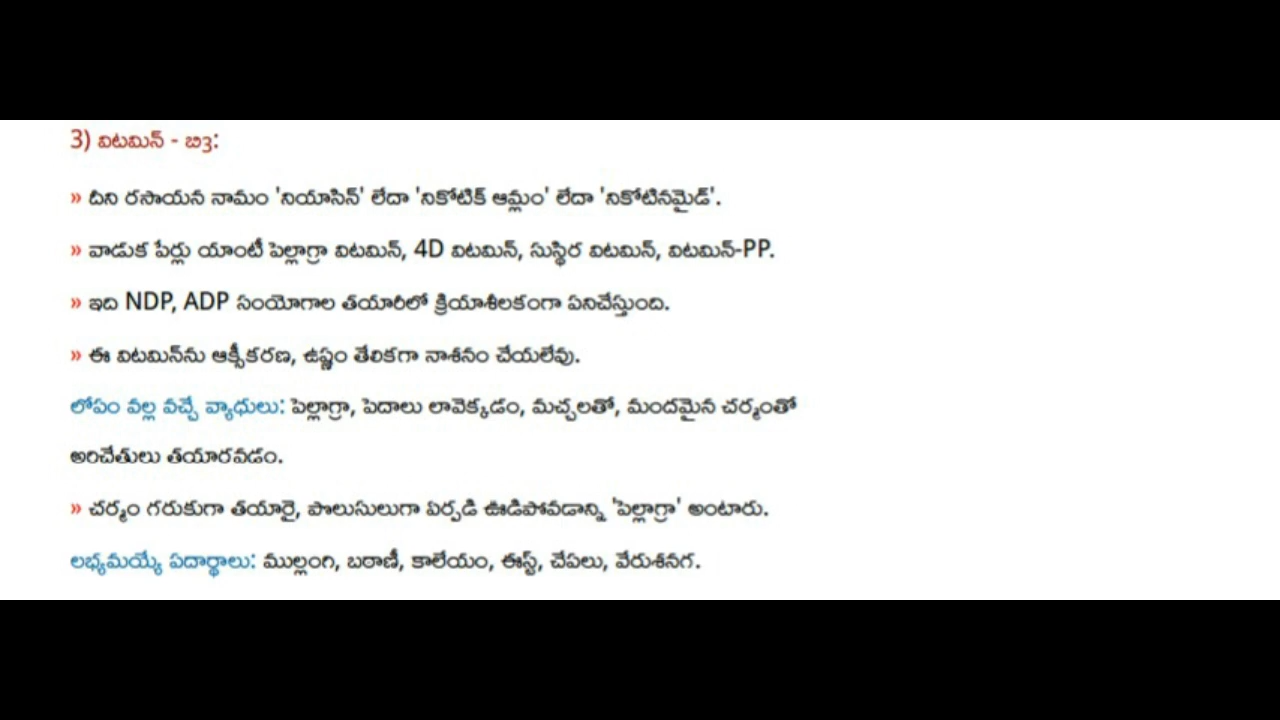 3) విటమిన్ - బి3:
» దీని రసాయన నామం 'నియాసిన్' లేదా 'నికోటిక్ ఆమ్లం' లేదా 'నికోటినమైడ్'.
» వాడుక పేర్లు యాంటీ పెల్లాగ్రా విటమిన్, 4D విటమిన్, సుస్థిర విటమిన్, విటమిన్-PP.
» ఇది NDP, ADP సంయోగాల తయారీలో క్రియాశీలకంగా పనిచేస్తుంది.
» ఈ విటమిన్‌ను ఆక్సీకరణ, ఉష్ణం తేలికగా నాశనం చేయలేవు.
లోపం వల్ల వచ్చే వ్యాధులు: పెల్లాగ్రా, పెదాలు లావెక్కడం, మచ్చలతో, మందమైన చర్మంతో
అరిచేతులు తయారవడం.
» చర్మం గరుకుగా తయారై, పొలుసులుగా ఏర్పడి ఊడిపోవడాన్ని 'పెల్లాగ్రా' అంటారు.
లభ్యమయ్యే పదార్థాలు: ముల్లంగి, బఠాణీ, కాలేయం, ఈస్ట్, చేపలు, వేరుశనగ.